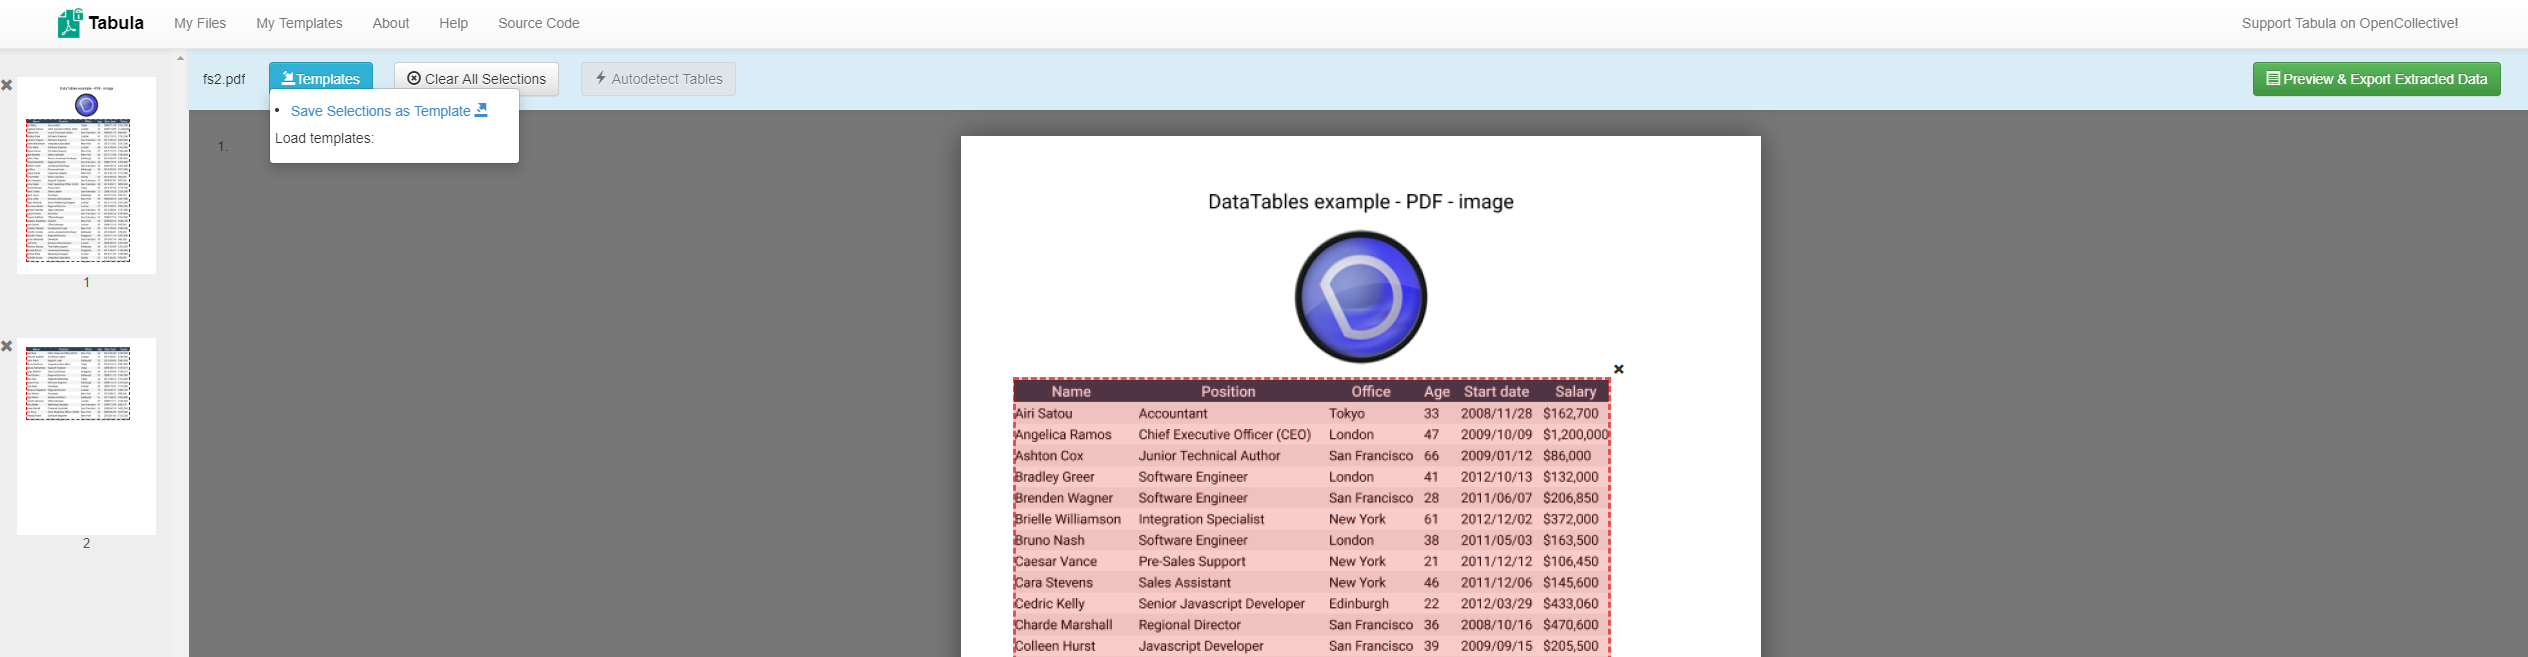 Tabula My Files My Templates About Help Source Code Support Tabula on OpenCollective!
fs2.pdf Templates Clear All Selections Autodetect Tables Preview & Export Extracted Data
Save Selections as Template
Load templates:
1.
1
2
DataTables example - PDF - image
Name Position Office Age Start date Salary
Airi Satou Accountant Tokyo 33 2008/11/28 $162,700
Angelica Ramos Chief Executive Officer (CEO) London 47 2009/10/09 $1,200,000
Ashton Cox Junior Technical Author San Francisco 66 2009/01/12 $86,000
Bradley Greer Software Engineer London 41 2012/10/13 $132,000
Brenden Wagner Software Engineer San Francisco 28 2011/06/07 $206,850
Brielle Williamson Integration Specialist New York 61 2012/12/02 $372,000
Bruno Nash Software Engineer London 38 2011/05/03 $163,500
Caesar Vance Pre-Sales Support New York 21 2011/12/12 $106,450
Cara Stevens Sales Assistant New York 46 2011/12/06 $145,600
Cedric Kelly Senior Javascript Developer Edinburgh 22 2012/03/29 $433,060
Charde Marshall Regional Director San Francisco 36 2008/10/16 $470,600
Colleen Hurst Javascript Developer San Francisco 39 2009/09/15 $205,500